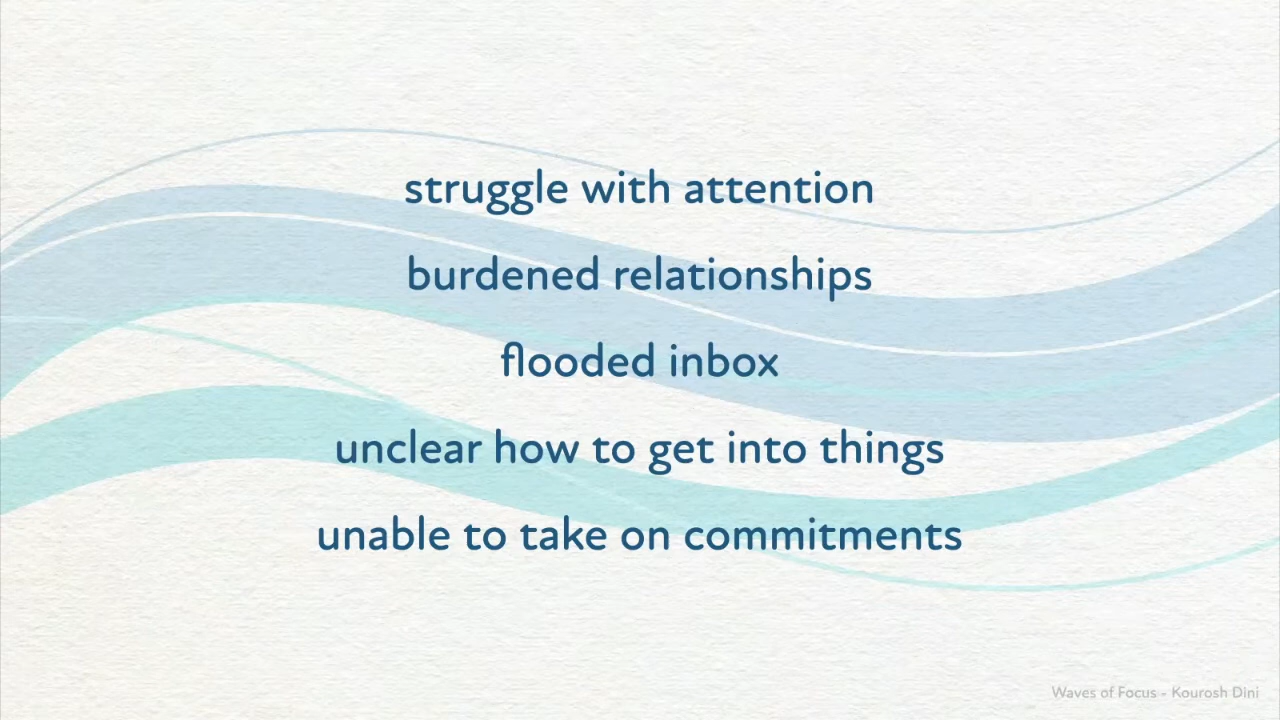 struggle with attention
burdened relationships
flooded inbox
unclear how to get into things
unable to take on commitments
Waves of Focus - Kourosh Dini